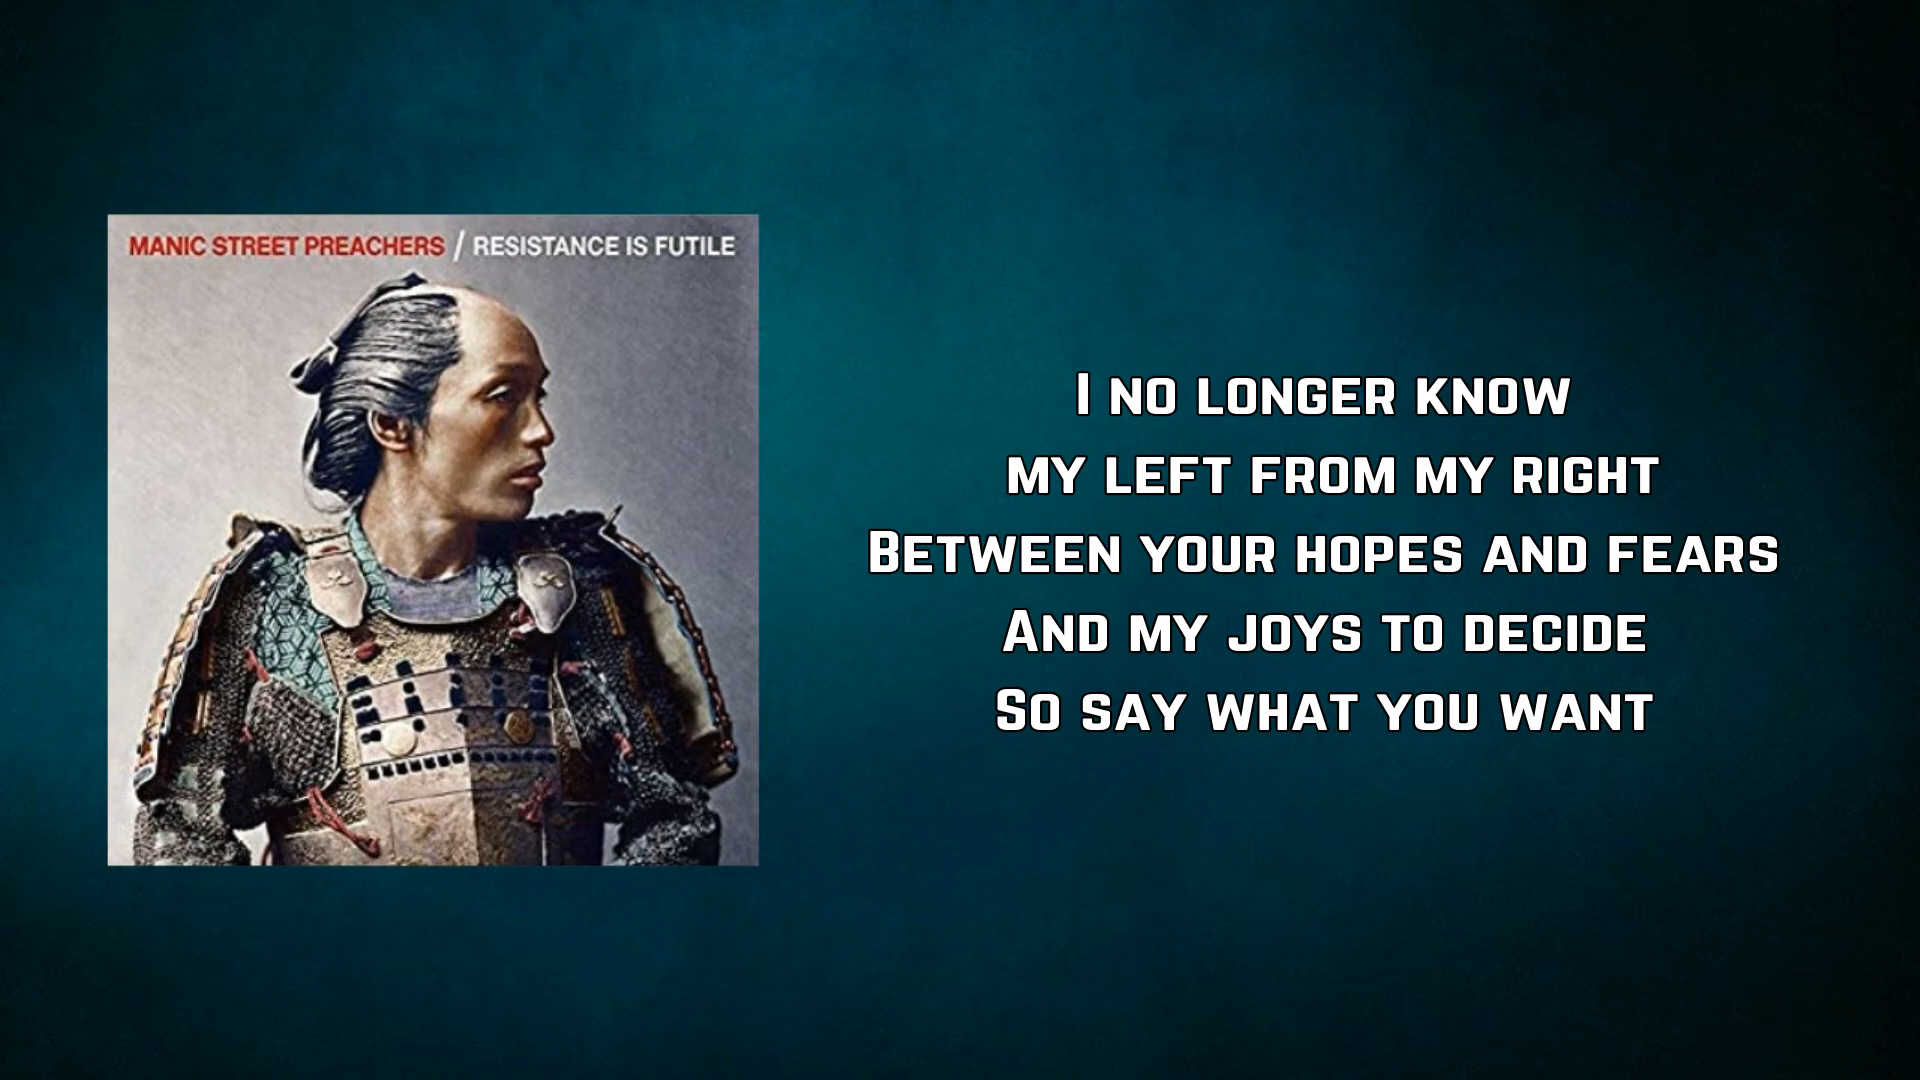 MANIC STREET PREACHERS / RESISTANCE IS FUTILE
I NO LONGER KNOW
MY LEFT FROM MY RIGHT
BETWEEN YOUR HOPES AND FEARS
AND MY JOYS TO DECIDE
SO SAY WHAT YOU WANT